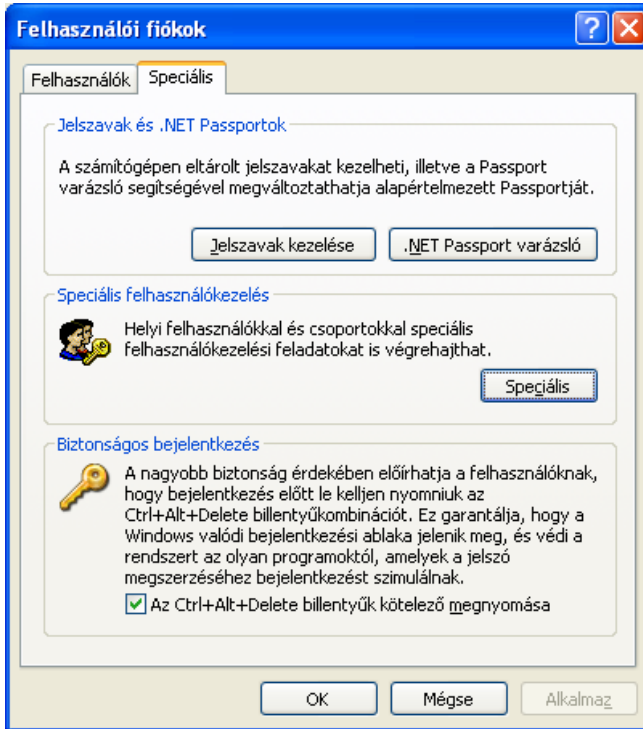 Felhasználói fiókok
Felhasználók
Speciális
Jelszavak és .NET Passportok
A számítógépen eltárolt jelszavakat kezelheti, illetve a Passport
varázsló segítségével megváltoztathatja alapértelmezett Passportját.
Jelszavak kezelése
.NET Passport varázsló
Speciális felhasználókezelés
Helyi felhasználókkal és csoportokkal speciális
felhasználókezelési feladatokat is végrehajthat.
Speciális
Biztonságos bejelentkezés
A nagyobb biztonság érdekében előírhatja a felhasználóknak,
hogy bejelentkezés előtt le kelljen nyomniuk az
Ctrl+Alt+Delete billentyűkombinációt. Ez garantálja, hogy a
Windows valódi bejelentkezési ablaka jelenik meg, és védi a
rendszert az olyan programoktól, amelyek a jelszó
megszerzéséhez bejelentkezést szimulálnak.
Az Ctrl+Alt+Delete billentyűk kötelező megnyomása
OK
Mégse
Alkalmaz